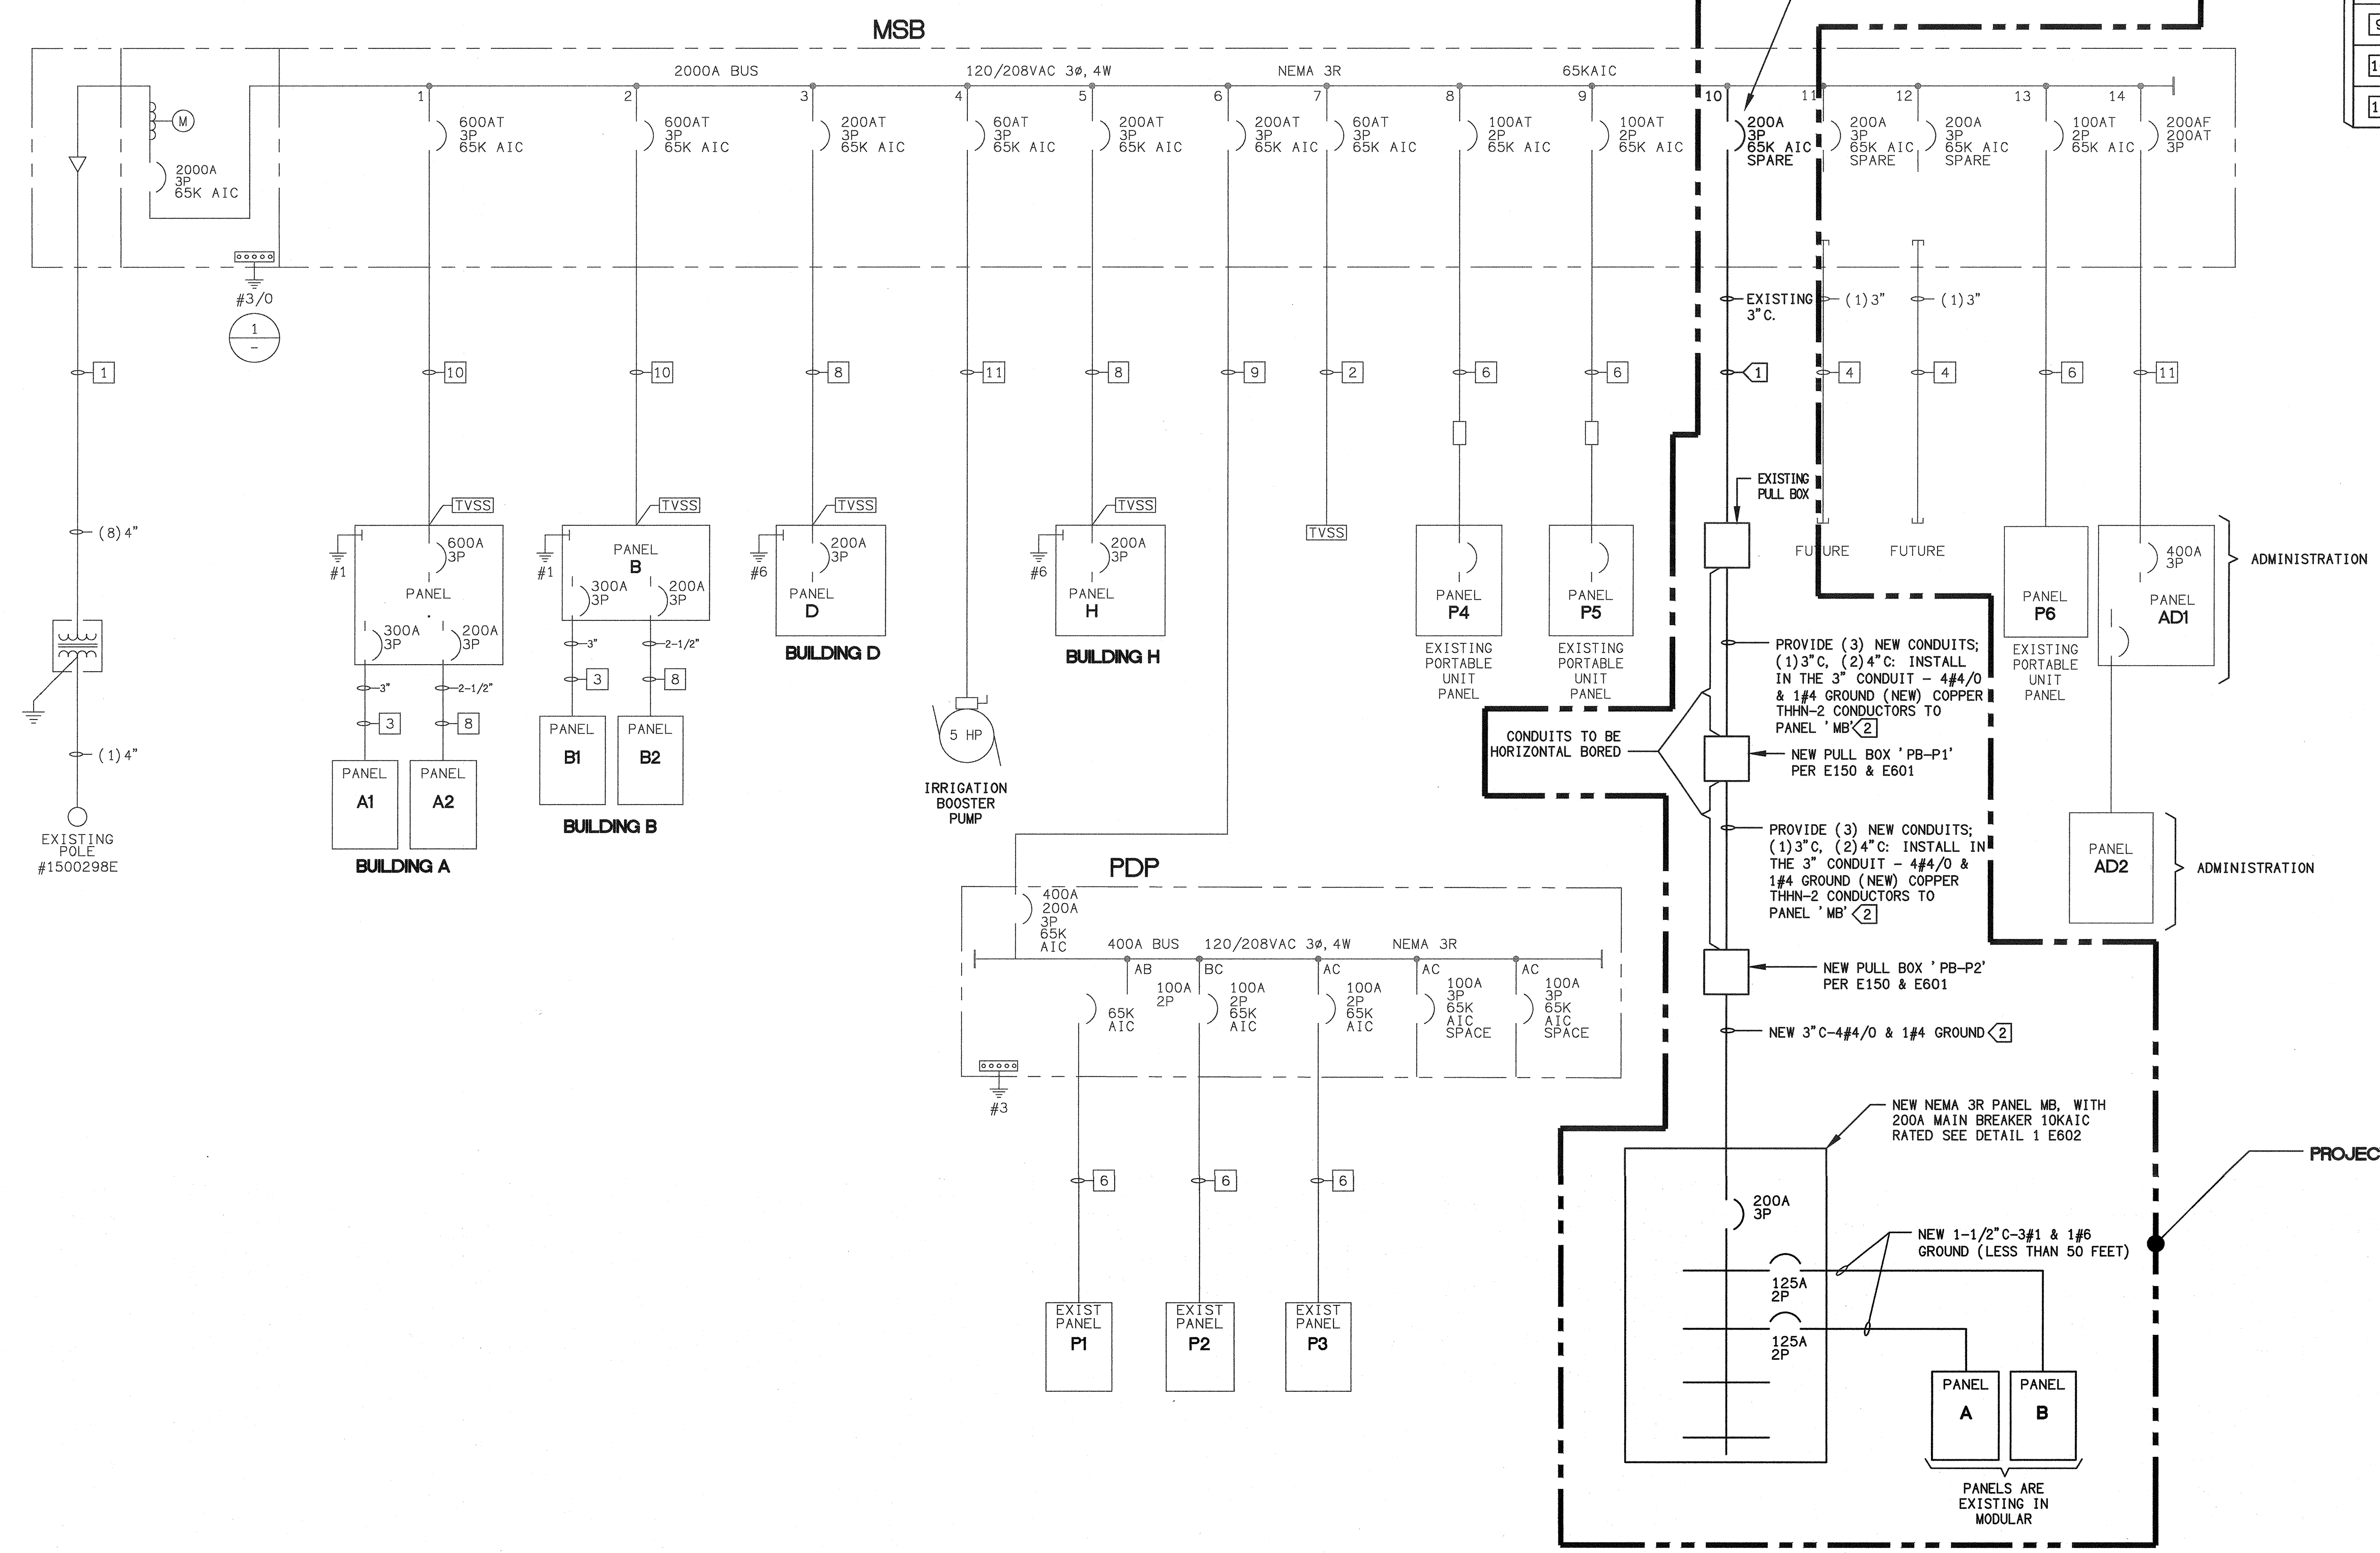 MSB
2000A BUS
120/208VAC 3ø, 4W
NEMA 3R
65KAIC
1
2
3
4
5
6
7
8
9
10
11
12
13
14
M
2000A
3P
65K AIC
600AT
3P
65K AIC
600AT
3P
65K AIC
200AT
3P
65K AIC
60AT
3P
65K AIC
200AT
3P
65K AIC
200AT
3P
65K AIC
60AT
3P
65K AIC
100AT
2P
65K AIC
100AT
2P
65K AIC
200A
3P
65K AIC
SPARE
200A
3P
65K AIC
SPARE
200A
3P
65K AIC
SPARE
100AT
2P
65K AIC
200AF
200AT
3P
#3/0
1
–
EXISTING
3"C.
(1)3"
(1)3"
1
10
10
8
11
8
9
2
6
6
1
4
4
6
11
EXISTING
PULL BOX
(8)4"
(1)4"
EXISTING
POLE
#1500298E
TVSS
#1
600A
3P
PANEL
300A
3P
200A
3P
3"
2-1/2"
3
8
PANEL
A1
PANEL
A2
BUILDING A
TVSS
#1
PANEL
B
300A
3P
200A
3P
3"
2-1/2"
3
8
PANEL
B1
PANEL
B2
BUILDING B
TVSS
#6
200A
3P
PANEL
D
BUILDING D
5 HP
IRRIGATION
BOOSTER
PUMP
TVSS
#6
200A
3P
PANEL
H
BUILDING H
TVSS
PANEL
P4
EXISTING
PORTABLE
UNIT
PANEL
PANEL
P5
EXISTING
PORTABLE
UNIT
PANEL
FUTURE
FUTURE
PANEL
P6
EXISTING
PORTABLE
UNIT
PANEL
400A
3P
PANEL
AD1
ADMINISTRATION
PANEL
AD2
ADMINISTRATION
PROVIDE (3) NEW CONDUITS;
(1)3"C, (2)4"C: INSTALL
IN THE 3" CONDUIT - 4#4/0
& 1#4 GROUND (NEW) COPPER
THHN-2 CONDUCTORS TO
PANEL 'MB' 2
CONDUITS TO BE
HORIZONTAL BORED
NEW PULL BOX 'PB-P1'
PER E150 & E601
PROVIDE (3) NEW CONDUITS;
(1)3"C, (2)4"C: INSTALL IN
THE 3" CONDUIT - 4#4/0 &
1#4 GROUND (NEW) COPPER
THHN-2 CONDUCTORS TO
PANEL 'MB' 2
NEW PULL BOX 'PB-P2'
PER E150 & E601
NEW 3"C-4#4/0 & 1#4 GROUND 2
PDP
400A
200A
3P
65K
AIC
400A BUS
120/208VAC 3ø, 4W
NEMA 3R
AB
BC
AC
AC
AC
100A
2P
65K
AIC
100A
2P
65K
AIC
100A
2P
65K
AIC
100A
3P
65K
AIC
SPACE
100A
3P
65K
AIC
SPACE
#3
6
6
6
EXIST
PANEL
P1
EXIST
PANEL
P2
EXIST
PANEL
P3
NEW NEMA 3R PANEL MB, WITH
200A MAIN BREAKER 10KAIC
RATED SEE DETAIL 1 E602
PROJEC
200A
3P
NEW 1-1/2"C-3#1 & 1#6
GROUND (LESS THAN 50 FEET)
125A
2P
125A
2P
PANEL
A
PANEL
B
PANELS ARE
EXISTING IN
MODULAR